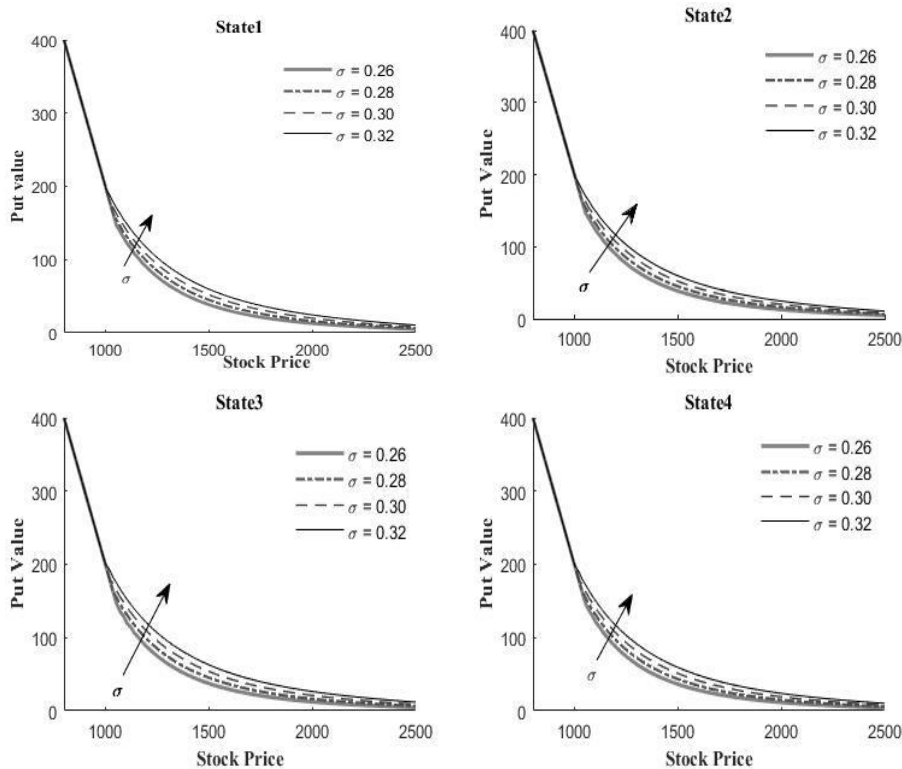 State1
400
300
200
100
0
Put value
σ = 0.26
σ = 0.28
σ = 0.30
σ = 0.32
σ
1000 1500 2000 2500
Stock Price
State2
400
300
200
100
0
Put Value
σ = 0.26
σ = 0.28
σ = 0.30
σ = 0.32
σ
1000 1500 2000 2500
Stock Price
State3
400
300
200
100
0
Put Value
σ = 0.26
σ = 0.28
σ = 0.30
σ = 0.32
σ
1000 1500 2000 2500
Stock Price
State4
400
300
200
100
0
Put Value
σ = 0.26
σ = 0.28
σ = 0.30
σ = 0.32
σ
1000 1500 2000 2500
Stock Price